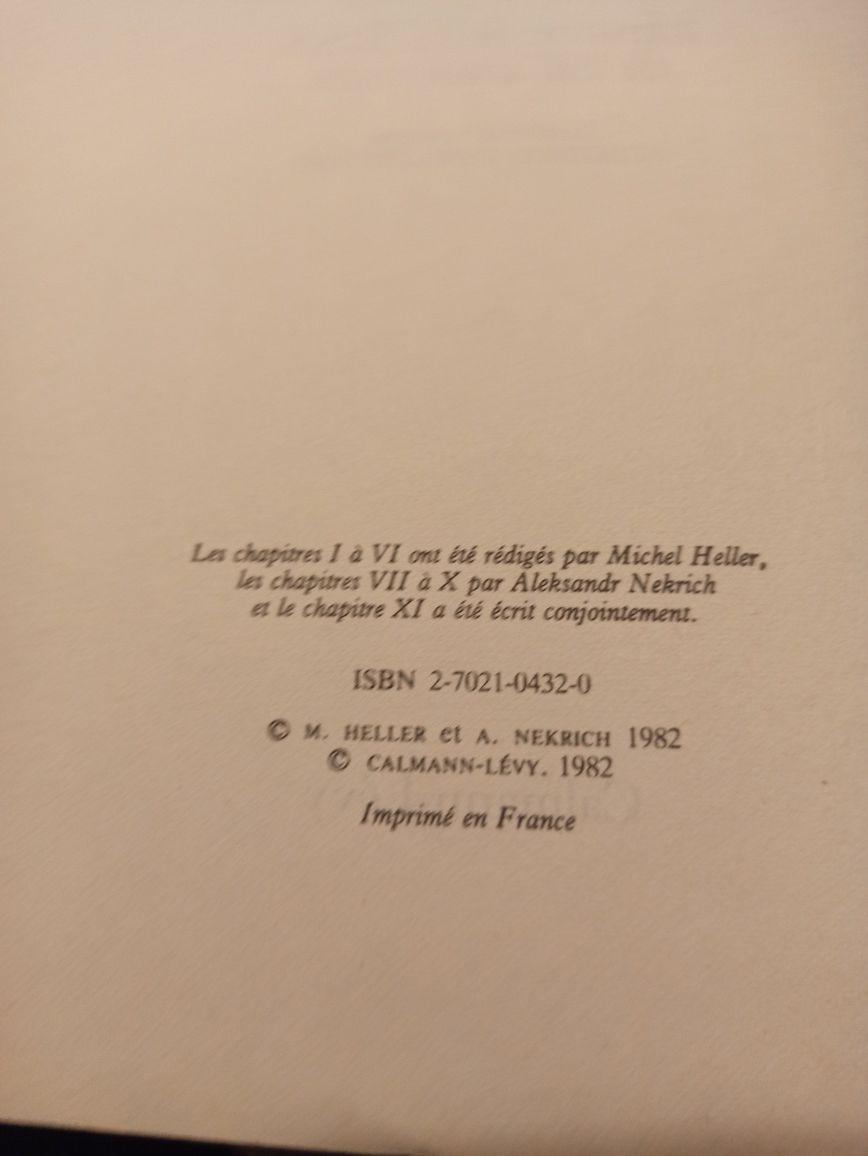 Les chapitres I à VI ont été rédigés par Michel Heller,
les chapitres VII à X par Aleksandr Nekrich
et le chapitre XI a été écrit conjointement.
ISBN 2-7021-0432-0
© M. HELLER et A. NEKRICH 1982
© CALMANN-LÉVY. 1982
Imprimé en France